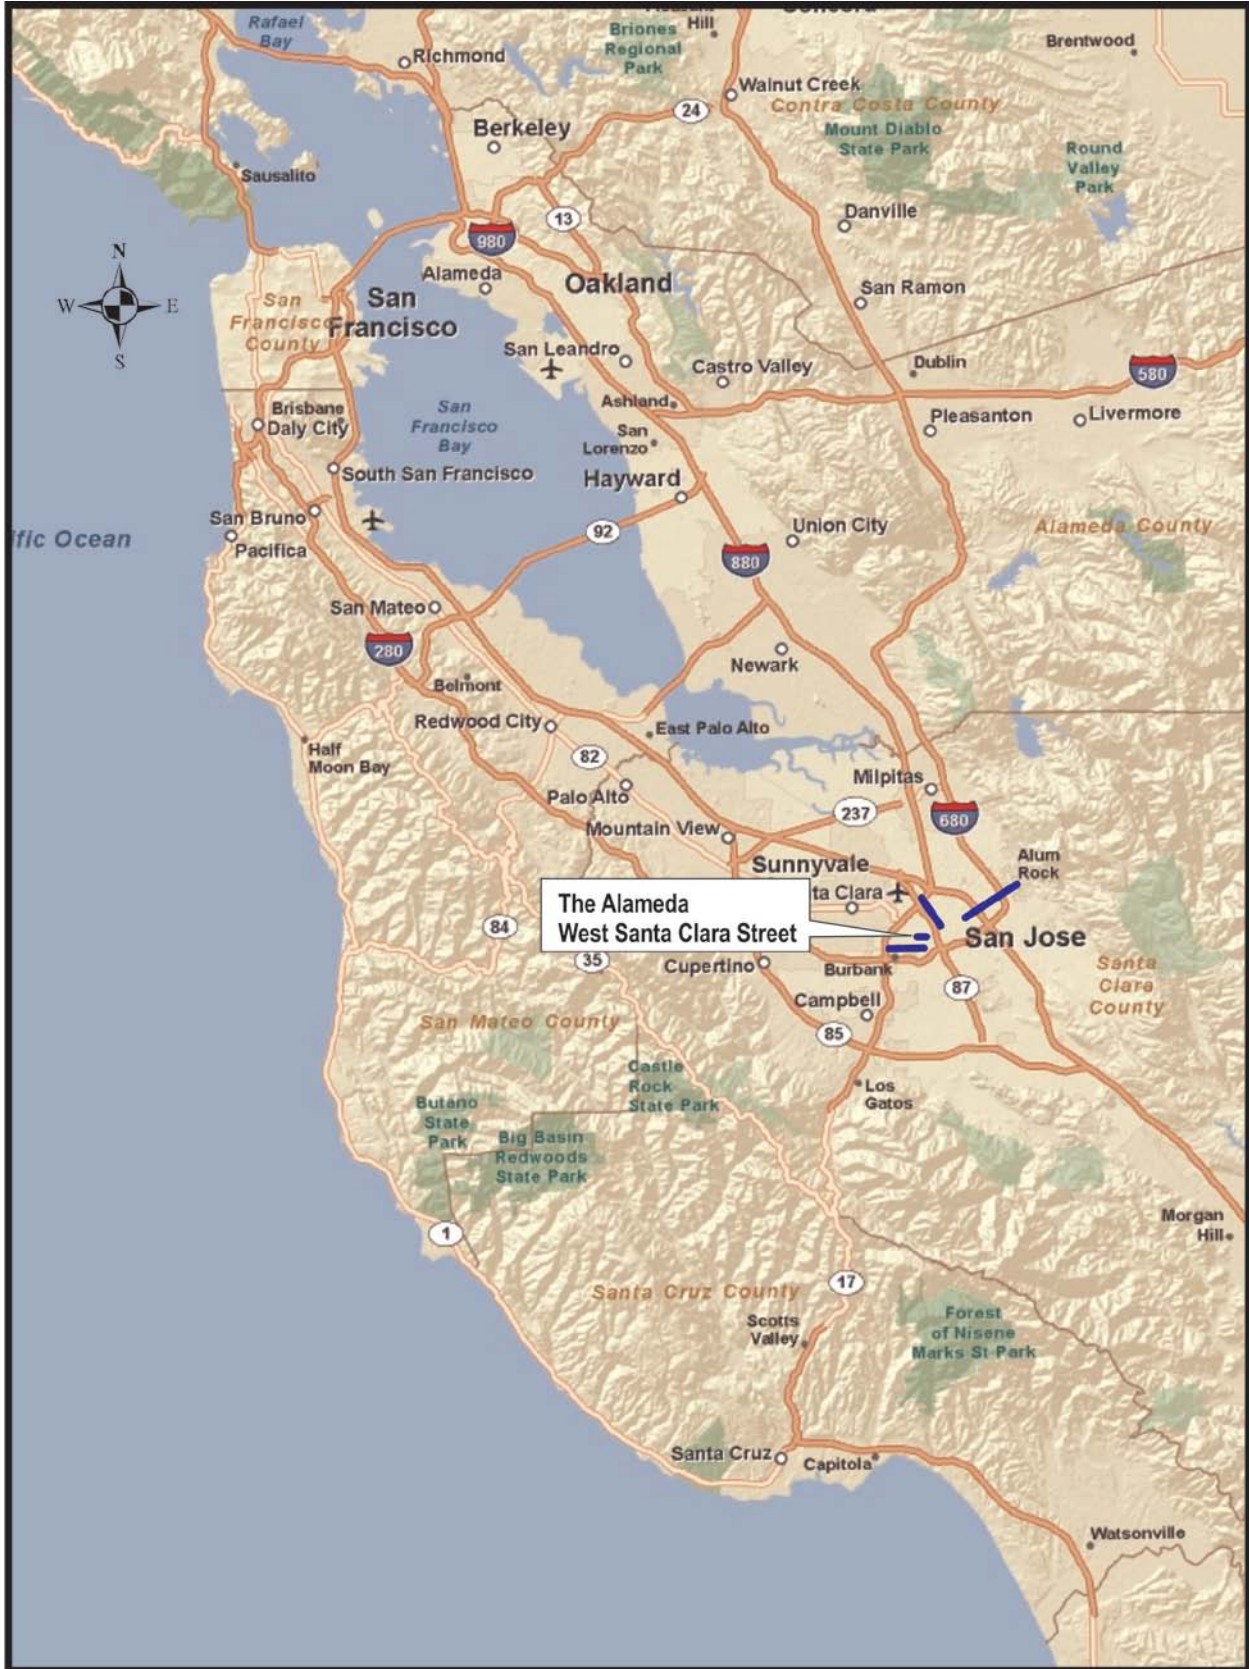 Rafael
Bay
Hill
Concord
Briones
Regional
Park
Brentwood
Richmond
Walnut Creek
Contra Costa County
24
Berkeley
Mount Diablo
State Park
Round
Valley
Park
Sausalito
13
Danville
980
N
W
E
S
Alameda
Oakland
San Ramon
San
Francisco
County
San
Francisco
San Leandro
Castro Valley
Dublin
580
Ashland
Brisbane
Daly City
San
Francisco
Bay
Pleasanton
Livermore
San
Lorenzo
South San Francisco
Hayward
San Bruno
92
Union City
Alameda County
ific Ocean
Pacifica
880
San Mateo
280
Newark
Belmont
Redwood City
East Palo Alto
Half
Moon Bay
82
Milpitas
Palo Alto
237
680
Mountain View
Sunnyvale
Alum
Rock
ta Clara
The Alameda
West Santa Clara Street
84
San Jose
35
Cupertino
Burbank
Santa
Clara
County
87
Campbell
San Mateo County
85
Castle
Rock
State Park
Los
Gatos
Butano
State
Park
Big Basin
Redwoods
State Park
Morgan
Hill
1
17
Santa Cruz County
Scotts
Valley
Forest
of Nisene
Marks St Park
Santa Cruz
Capitola
Watsonville